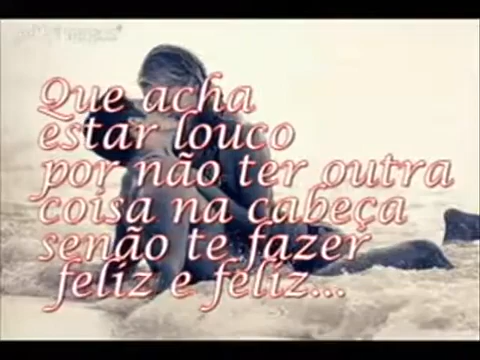 Que acha
estar louco
por não ter outra
coisa na cabeça
senão te fazer
feliz e feliz...